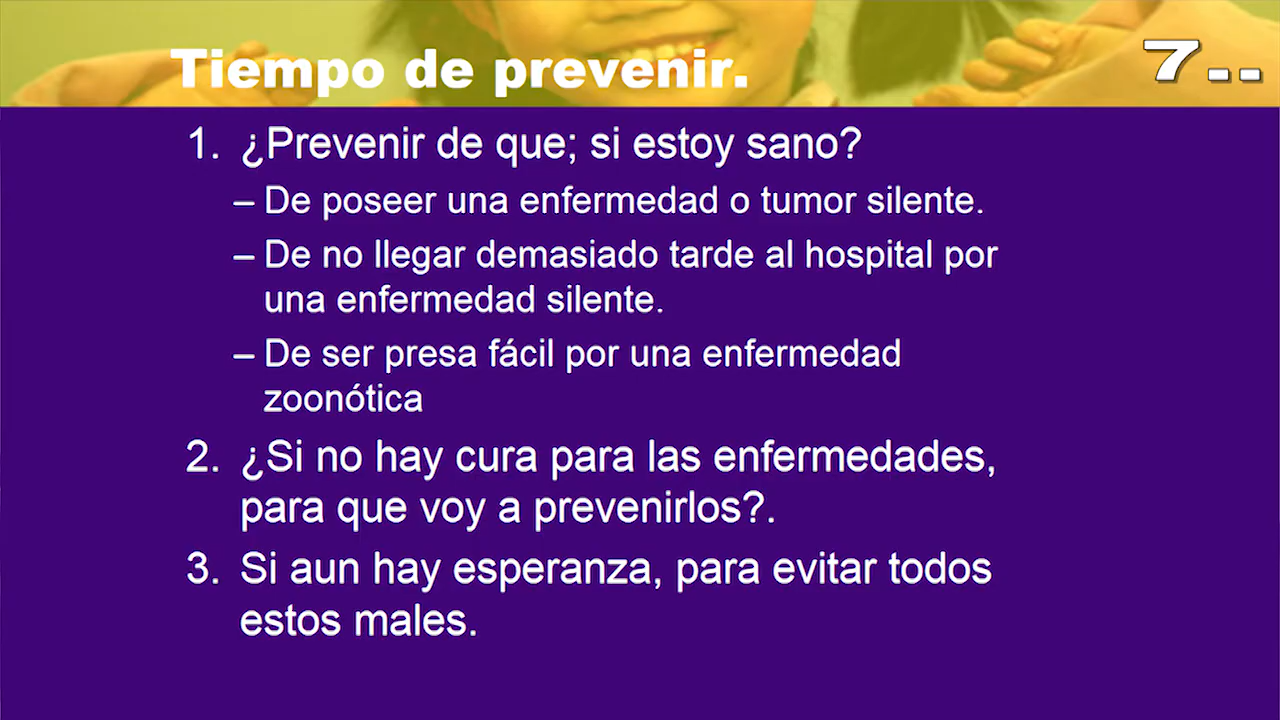 Tiempo de prevenir.
7--
1. ¿Prevenir de que; si estoy sano?
– De poseer una enfermedad o tumor silente.
– De no llegar demasiado tarde al hospital por
una enfermedad silente.
– De ser presa fácil por una enfermedad
zoonótica
2. ¿Si no hay cura para las enfermedades,
para que voy a prevenirlos?.
3. Si aun hay esperanza, para evitar todos
estos males.